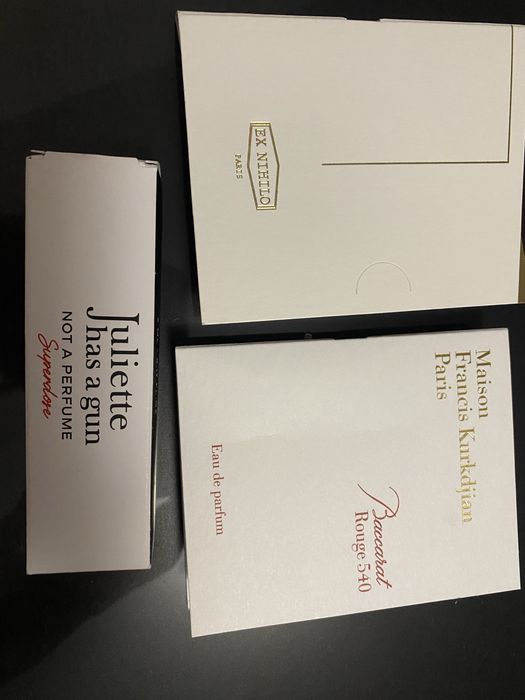 EX NIHILO
PARIS
Juliette
has a gun
NOT A PERFUME
Superdose
Maison
Francis Kurkdjian
Paris
Baccarat
Rouge 540
Eau de parfum